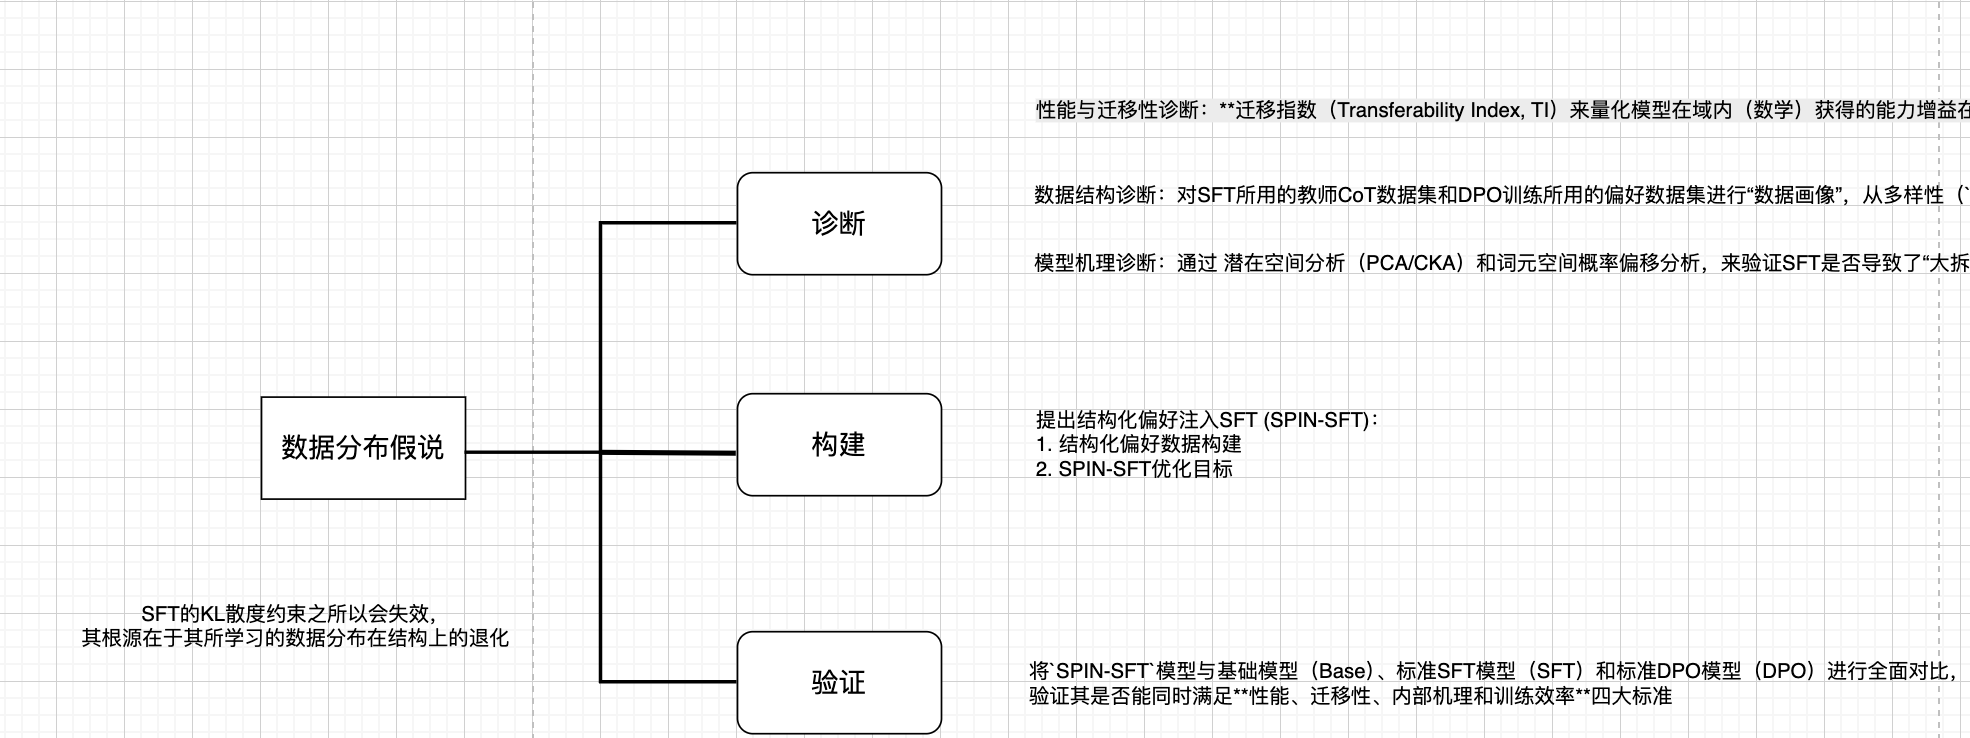 性能与迁移性诊断：**迁移指数（Transferability Index, TI）来量化模型在域内（数学）获得的能力增益在
数据结构诊断：对SFT所用的教师CoT数据集和DPO训练所用的偏好数据集进行“数据画像”，从多样性（`
诊断
模型机理诊断：通过 潜在空间分析（PCA/CKA）和词元空间概率偏移分析，来验证SFT是否导致了“大拆
数据分布假说
构建
提出结构化偏好注入SFT (SPIN-SFT)：
1. 结构化偏好数据构建
2. SPIN-SFT优化目标
SFT的KL散度约束之所以会失效，
其根源在于其所学习的数据分布在结构上的退化
验证
将`SPIN-SFT`模型与基础模型（Base）、标准SFT模型（SFT）和标准DPO模型（DPO）进行全面对比，
验证其是否能同时满足**性能、迁移性、内部机理和训练效率**四大标准